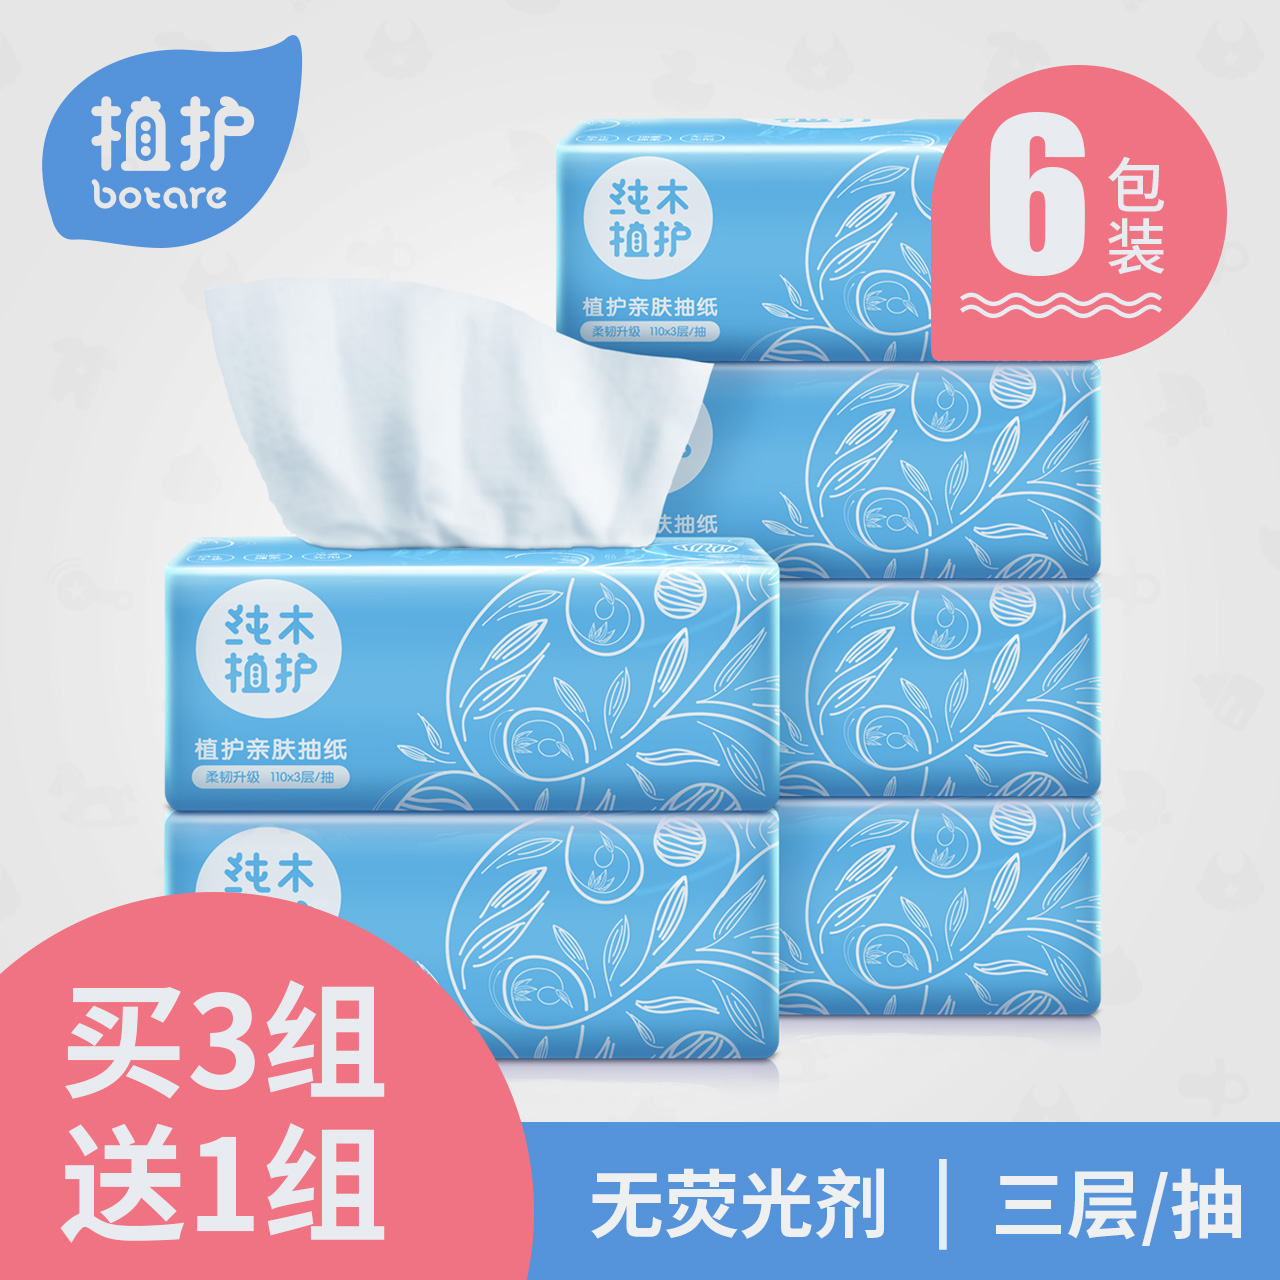 植护
botare
6
包装
纯木
植护
植护亲肤抽纸
柔韧升级 110x3层/抽
肤抽纸
纯木
植护
植护亲肤抽纸
柔韧升级 110x3层/抽
纯木
买3组
送1组
无荧光剂 | 三层/抽